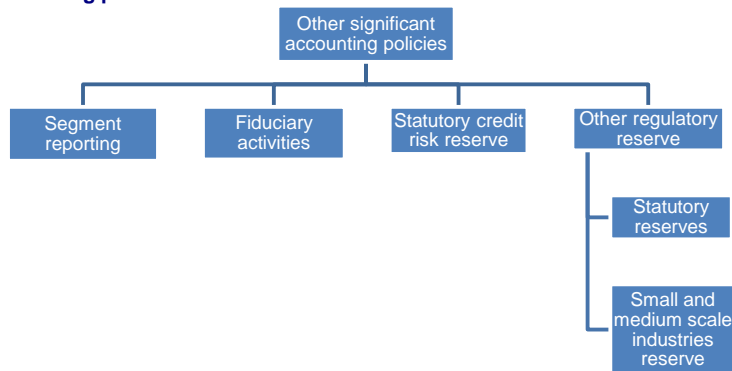 Other significant
accounting policies
Segment
reporting
Fiduciary
activities
Statutory credit
risk reserve
Other regulatory
reserve
Statutory
reserves
Small and
medium scale
industries
reserve